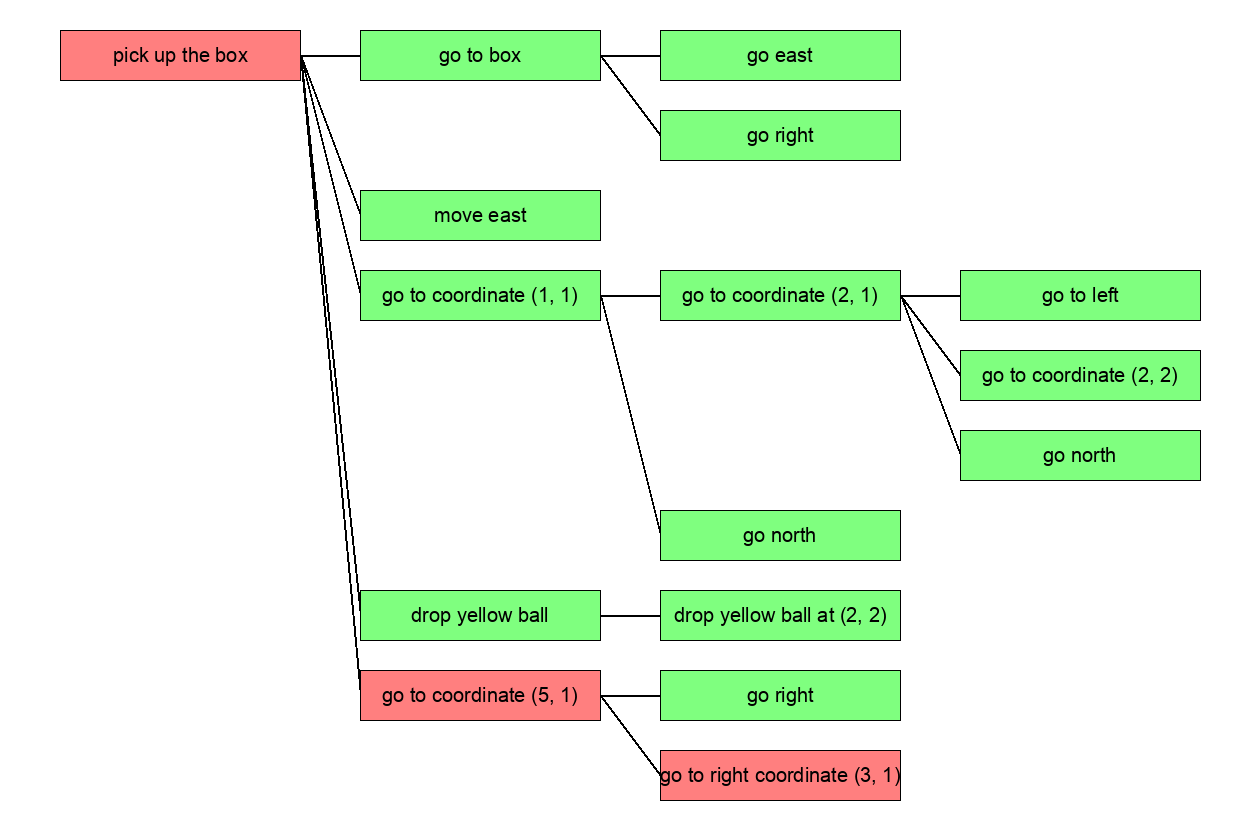 pick up the box
go to box
go east
go right
move east
go to coordinate (1, 1)
go to coordinate (2, 1)
go to left
go to coordinate (2, 2)
go north
go north
drop yellow ball
drop yellow ball at (2, 2)
go to coordinate (5, 1)
go right
go to right coordinate (3, 1)